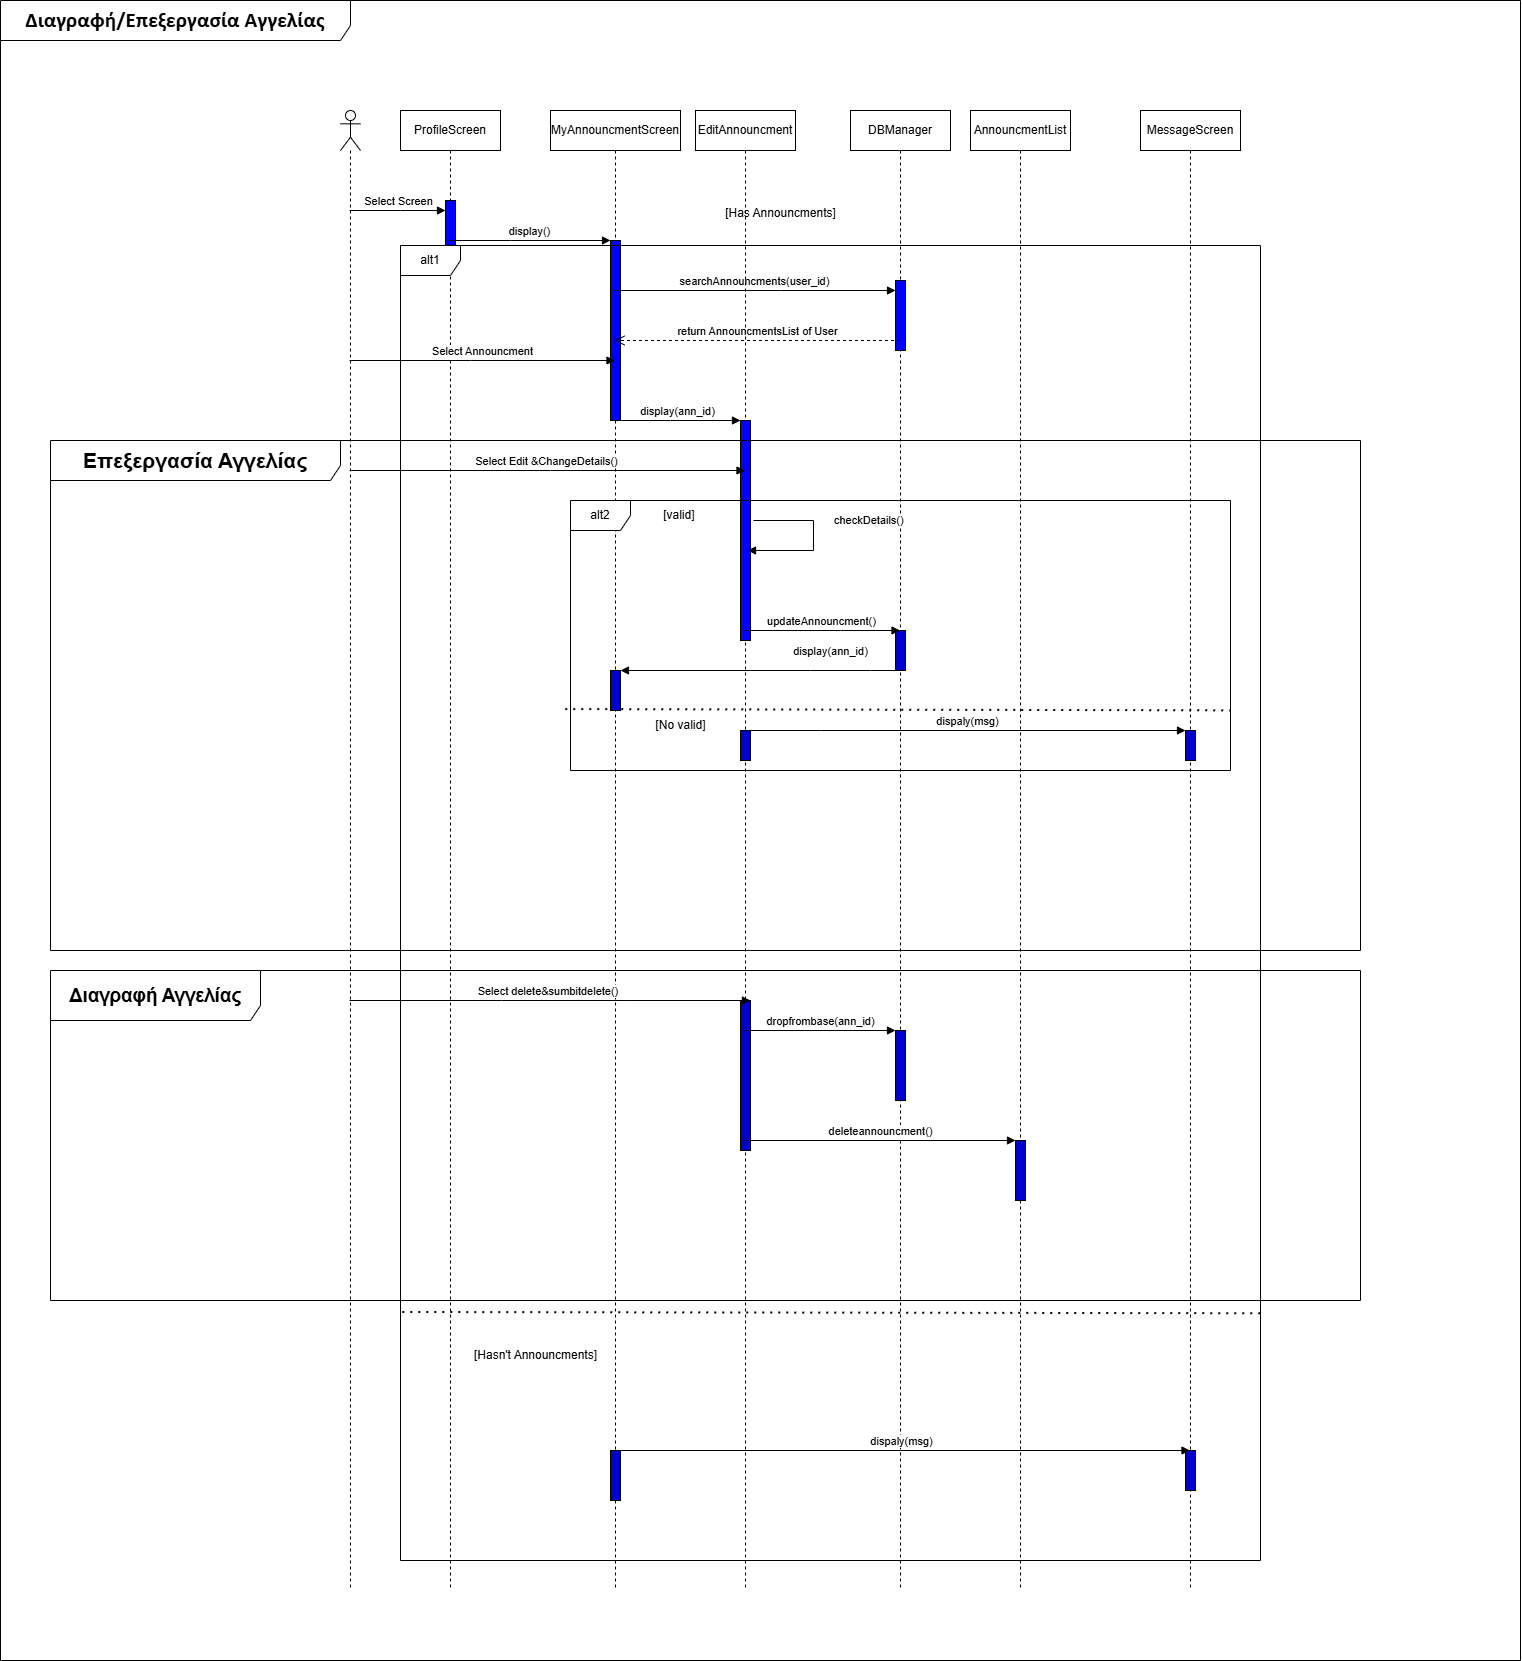 Διαγραφή/Επεξεργασία Αγγελίας
ProfileScreen
MyAnnouncmentScreen
EditAnnouncment
DBManager
AnnouncmentList
MessageScreen
Select Screen
[Has Announcments]
display()
alt1
searchAnnouncments(user_id)
return AnnouncmentsList of User
Select Announcment
display(ann_id)
Επεξεργασία Αγγελίας
Select Edit &ChangeDetails()
alt2
[valid]
checkDetails()
updateAnnouncment()
display(ann_id)
[No valid]
dispaly(msg)
Διαγραφή Αγγελίας
Select delete&sumbitdelete()
dropfrombase(ann_id)
deleteannouncment()
[Hasn't Announcments]
dispaly(msg)